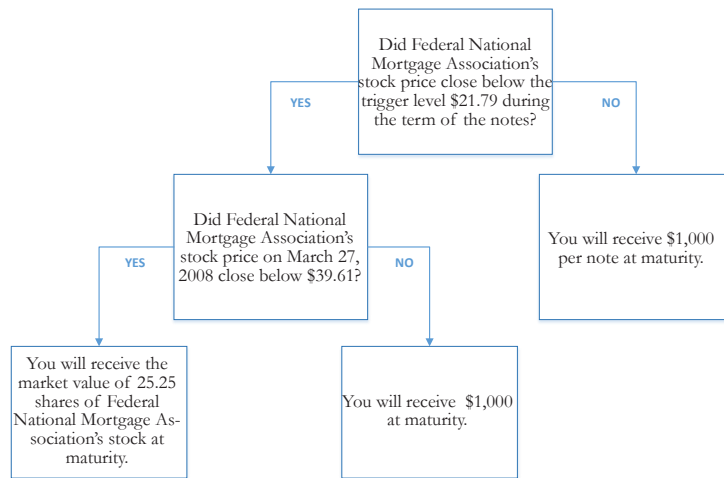 Did Federal National
Mortgage Association's
stock price close below the
trigger level $21.79 during
the term of the notes?
YES
NO
Did Federal National
Mortgage Association's
stock price on March 27,
2008 close below $39.61?
You will receive $1,000
per note at maturity.
YES
NO
You will receive the
market value of 25.25
shares of Federal
National Mortgage As-
sociation's stock at
maturity.
You will receive $1,000
at maturity.